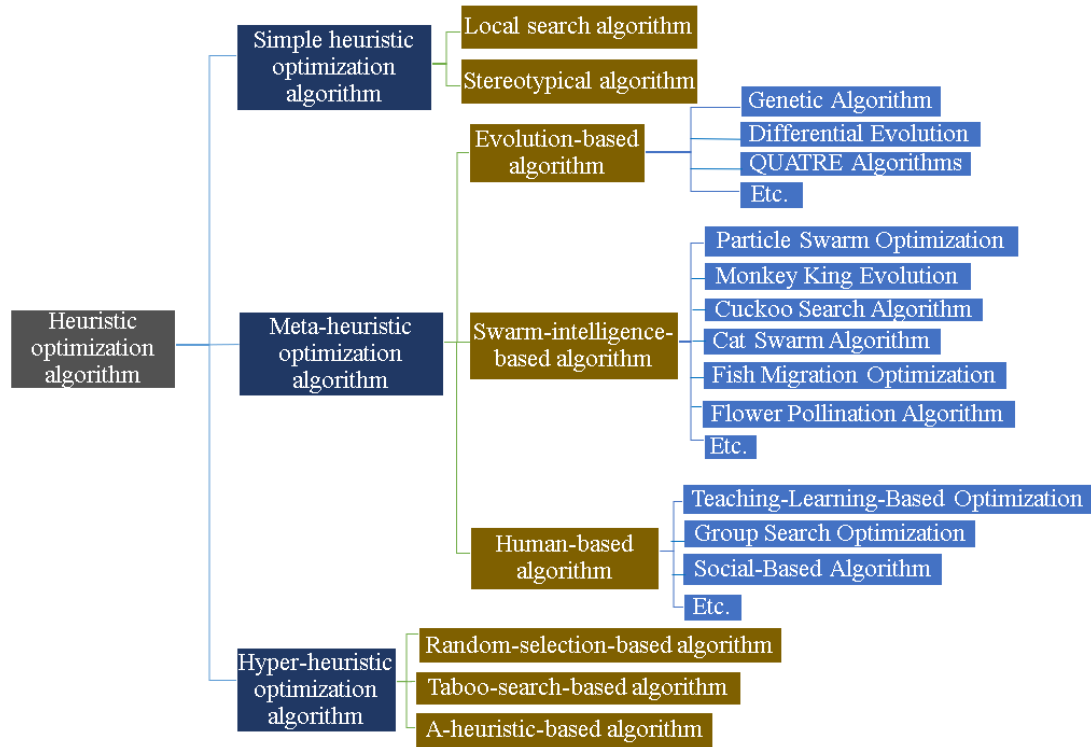 Heuristic
optimization
algorithm
Simple heuristic
optimization
algorithm
Local search algorithm
Stereotypical algorithm
Meta-heuristic
optimization
algorithm
Evolution-based
algorithm
Genetic Algorithm
Differential Evolution
QUATRE Algorithms
Etc.
Swarm-intelligence-
based algorithm
Particle Swarm Optimization
Monkey King Evolution
Cuckoo Search Algorithm
Cat Swarm Algorithm
Fish Migration Optimization
Flower Pollination Algorithm
Etc.
Human-based
algorithm
Teaching-Learning-Based Optimization
Group Search Optimization
Social-Based Algorithm
Etc.
Hyper-heuristic
optimization
algorithm
Random-selection-based algorithm
Taboo-search-based algorithm
A-heuristic-based algorithm